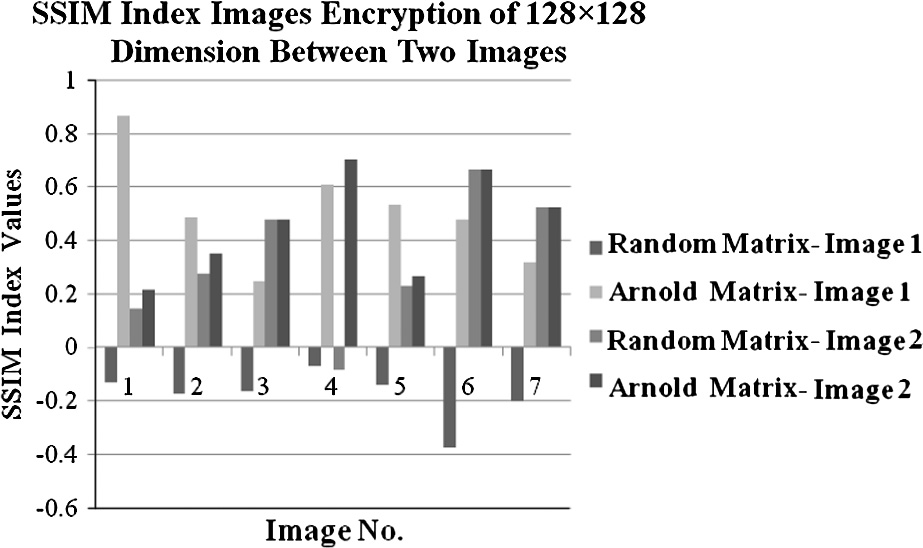 SSIM Index Images Encryption of 128×128
Dimension Between Two Images
SSIM Index Values
1
0.8
0.6
0.4
0.2
0
-0.2
-0.4
-0.6
1 2 3 4 5 6 7
Image No.
Random Matrix- Image 1
Arnold Matrix- Image 1
Random Matrix- Image 2
Arnold Matrix- Image 2